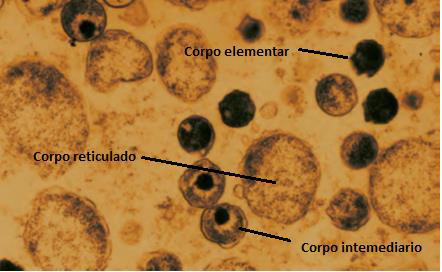 Corpo elementar
Corpo reticulado
Corpo intemediario